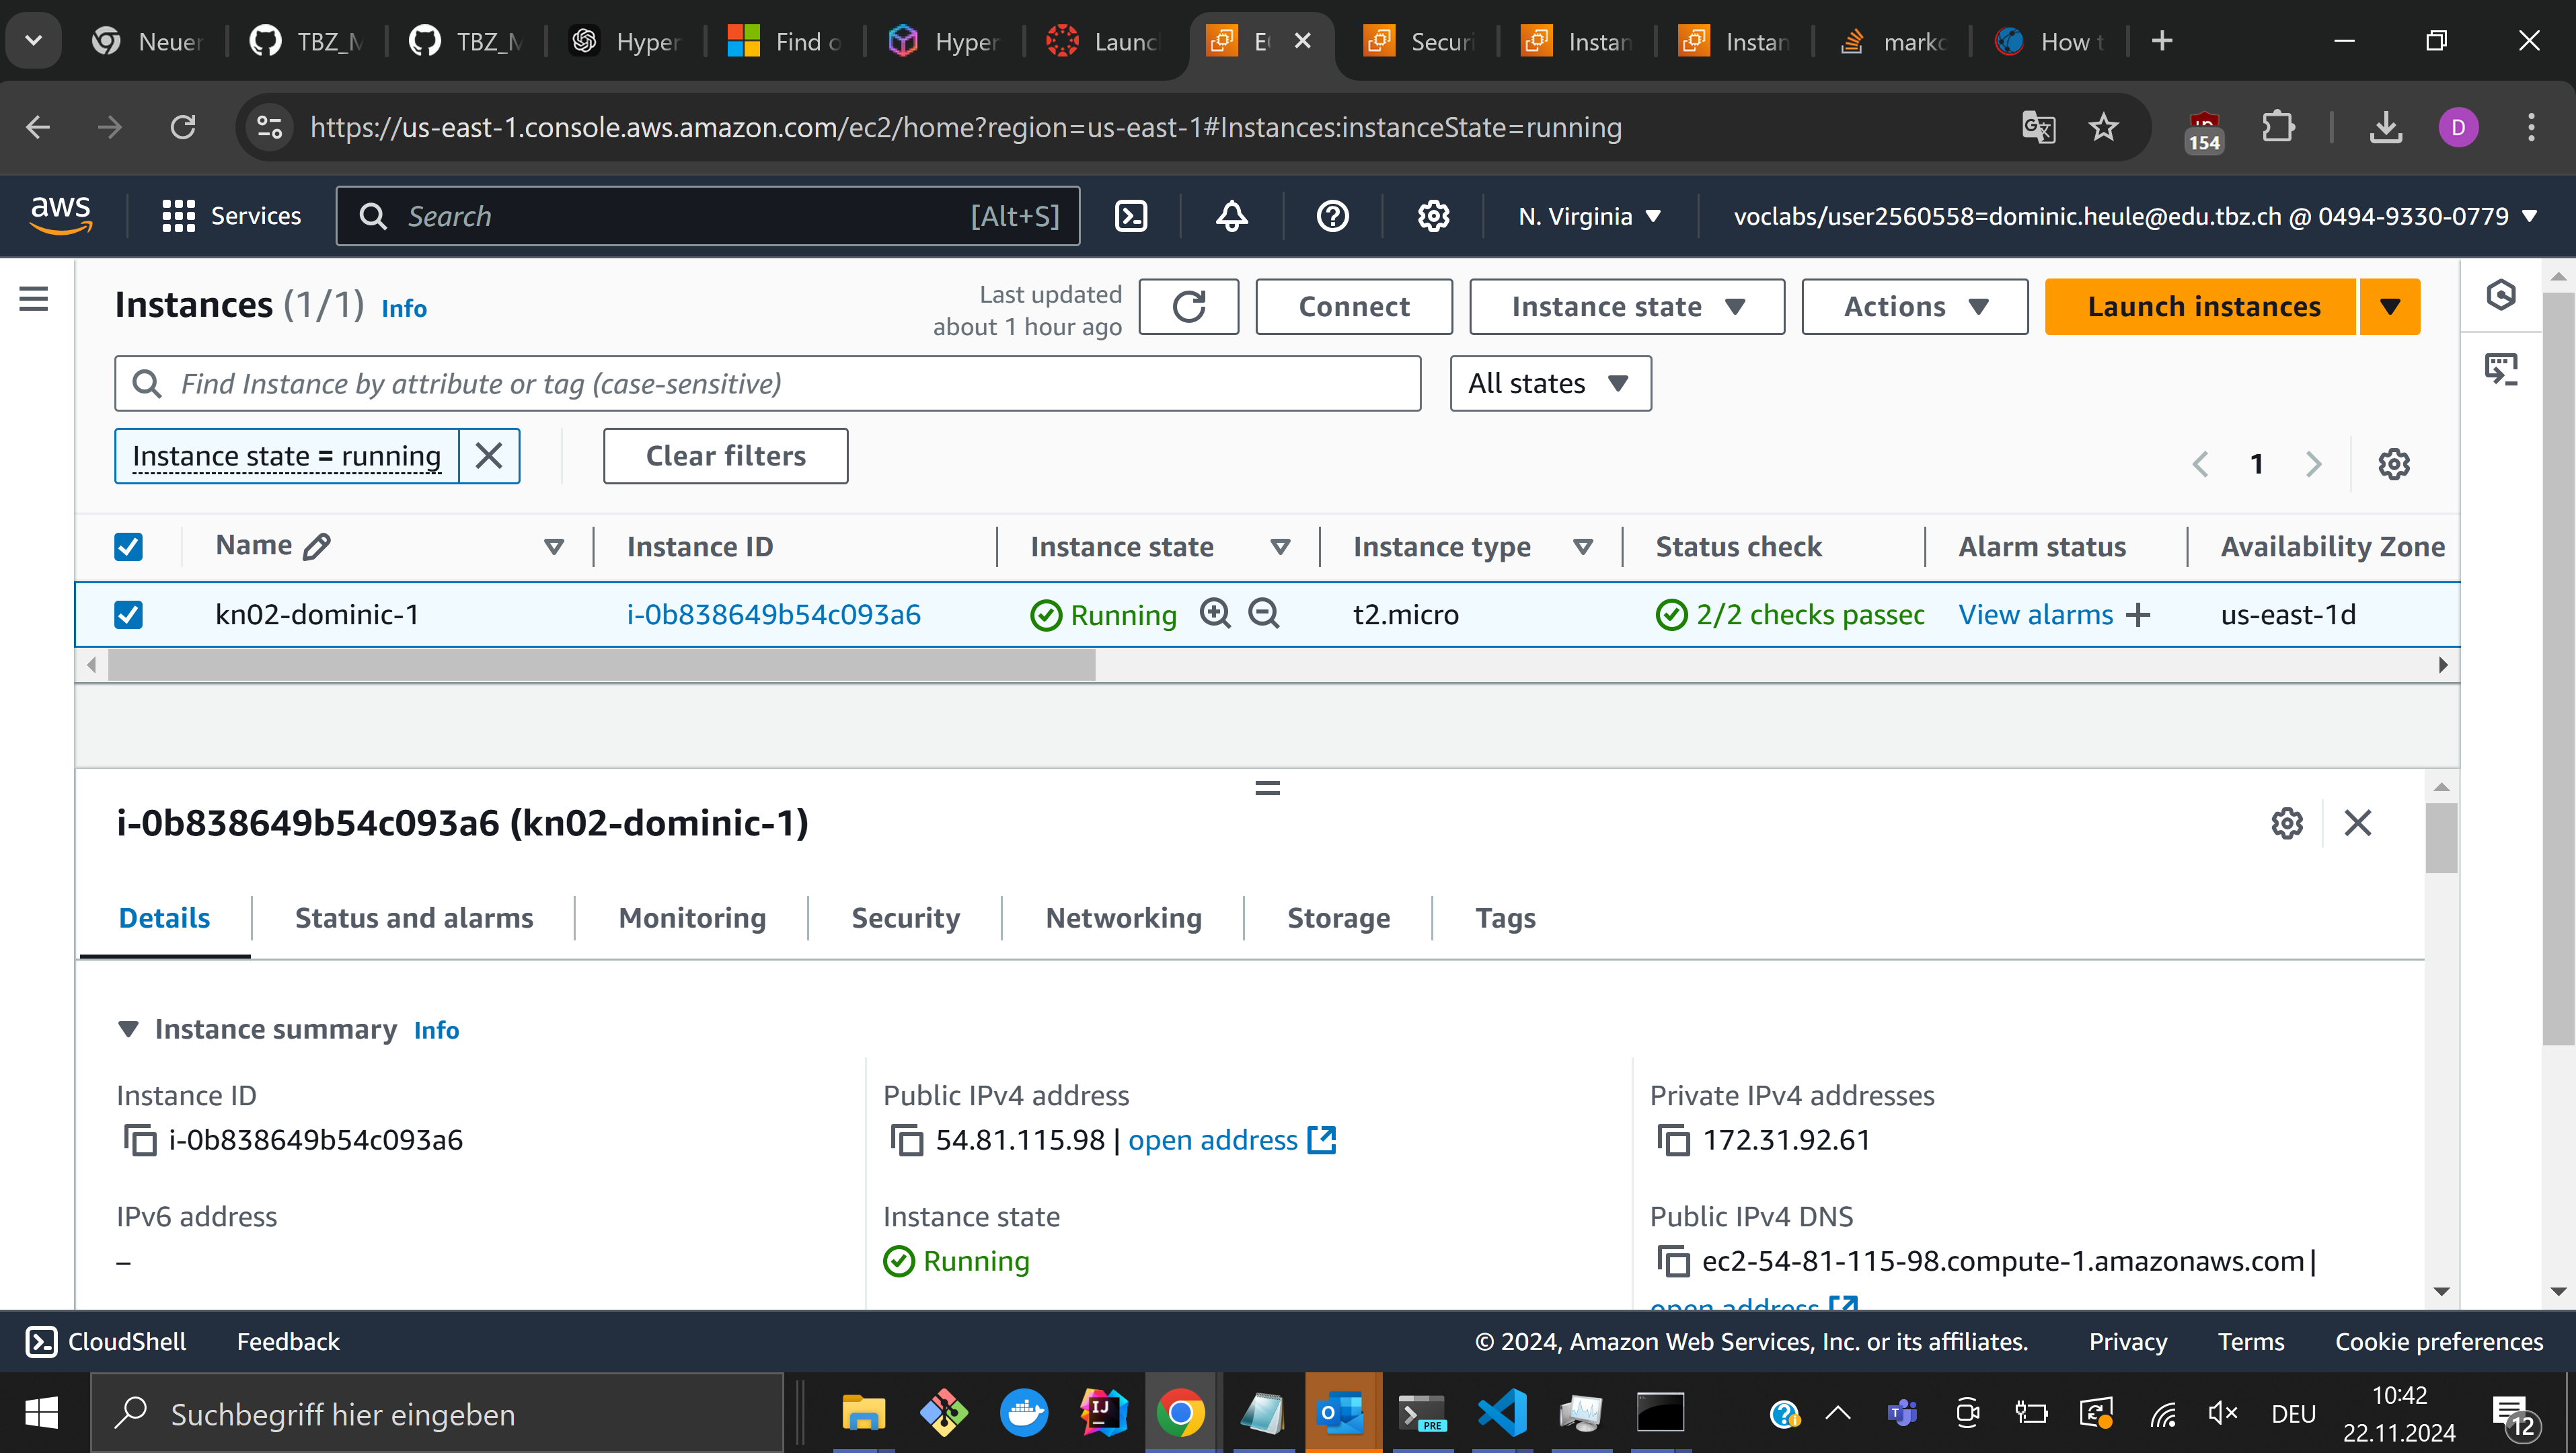 Neuer
TBZ_M
TBZ_M
Hyper
Find o
Hyper
Launc
Securi
Instan
Instan
markd
How t
https://us-east-1.console.aws.amazon.com/ec2/home?region=us-east-1#Instances:instanceState=running
154
D
aws
Services
Search
[Alt+S]
N. Virginia
voclabs/user2560558=dominic.heule@edu.tbz.ch @ 0494-9330-0779
Instances (1/1) Info
Last updated
about 1 hour ago
Connect
Instance state
Actions
Launch instances
Find Instance by attribute or tag (case-sensitive)
All states
Instance state = running
Clear filters
1
Name
Instance ID
Instance state
Instance type
Status check
Alarm status
Availability Zone
kn02-dominic-1
i-0b838649b54c093a6
Running
t2.micro
2/2 checks passec
View alarms
us-east-1d
i-0b838649b54c093a6 (kn02-dominic-1)
Details
Status and alarms
Monitoring
Security
Networking
Storage
Tags
Instance summary Info
Instance ID
i-0b838649b54c093a6
Public IPv4 address
54.81.115.98 | open address
Private IPv4 addresses
172.31.92.61
IPv6 address
–
Instance state
Running
Public IPv4 DNS
ec2-54-81-115-98.compute-1.amazonaws.com |
open address
CloudShell
Feedback
© 2024, Amazon Web Services, Inc. or its affiliates.
Privacy
Terms
Cookie preferences
Suchbegriff hier eingeben
IJ
PRE
DEU
10:42
22.11.2024
12